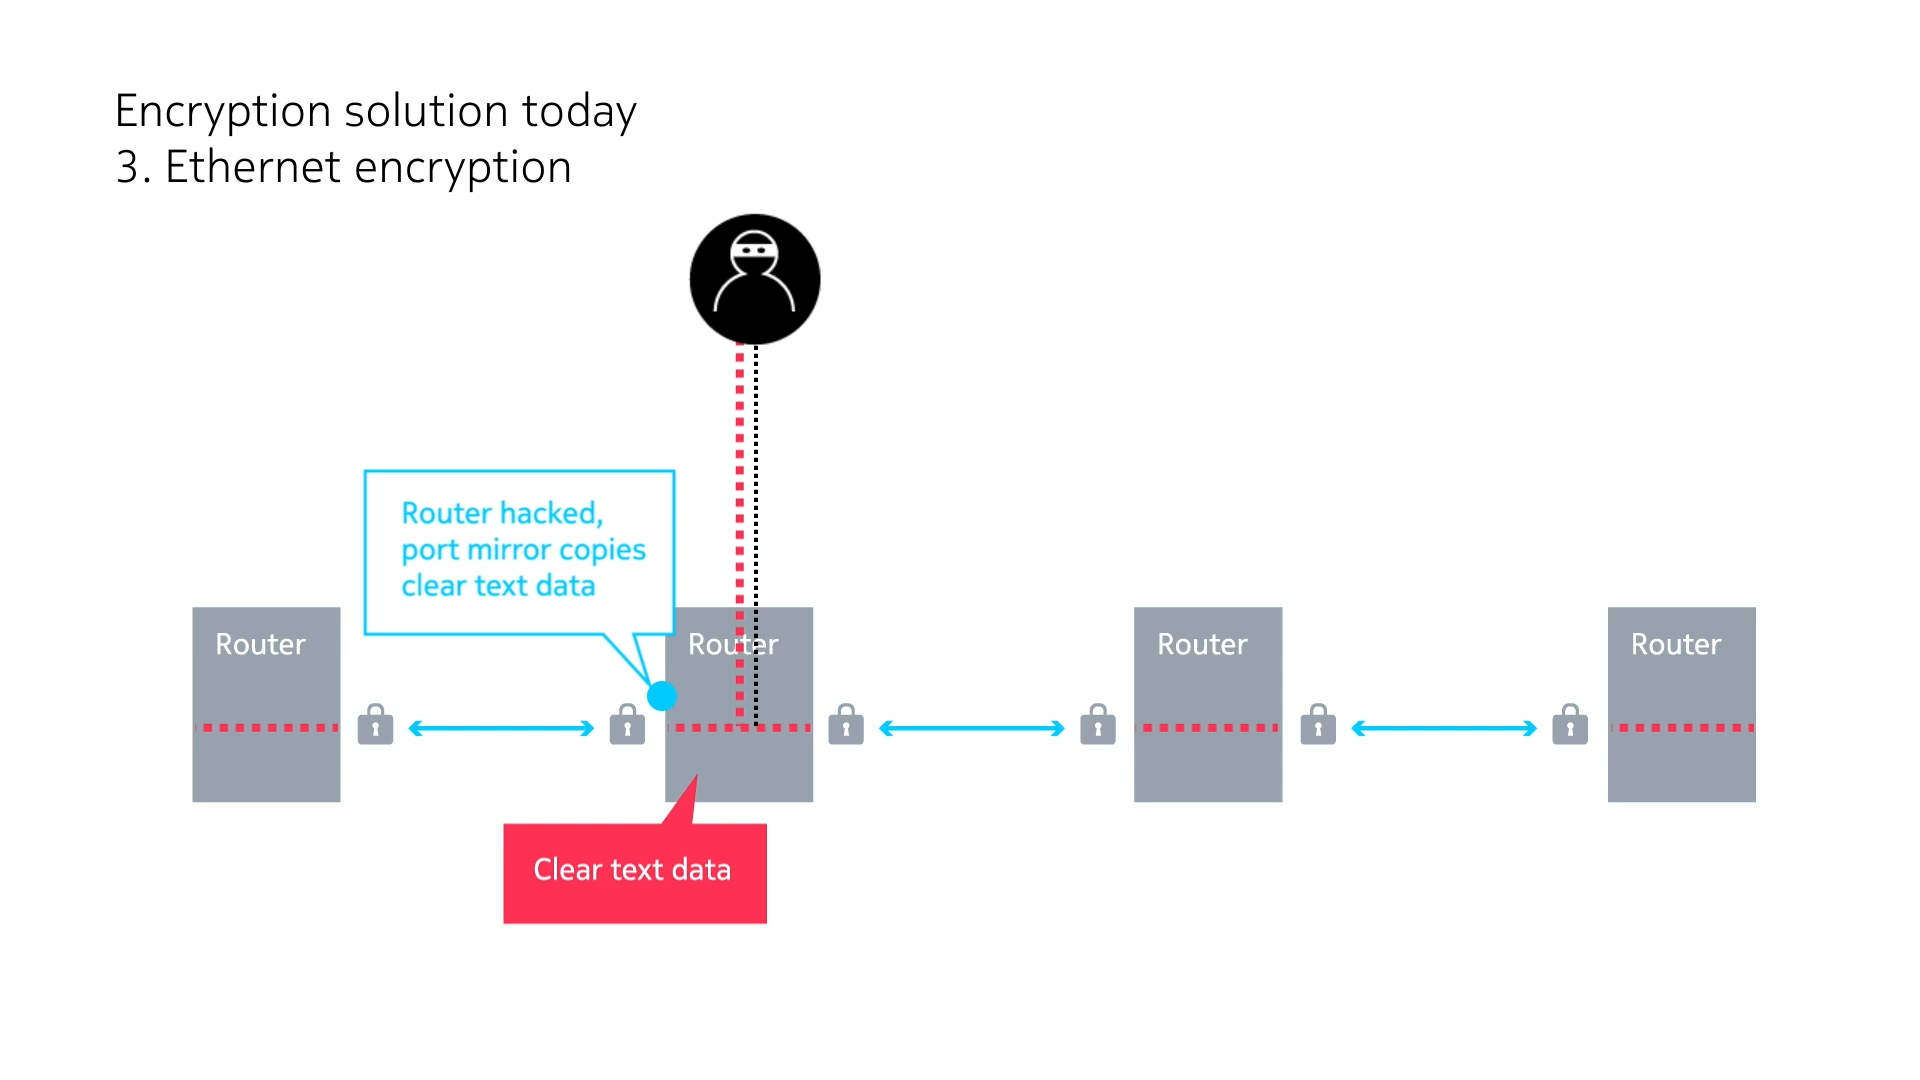 Encryption solution today
3. Ethernet encryption
Router hacked,
port mirror copies
clear text data
Router
Router
Router
Router
Clear text data